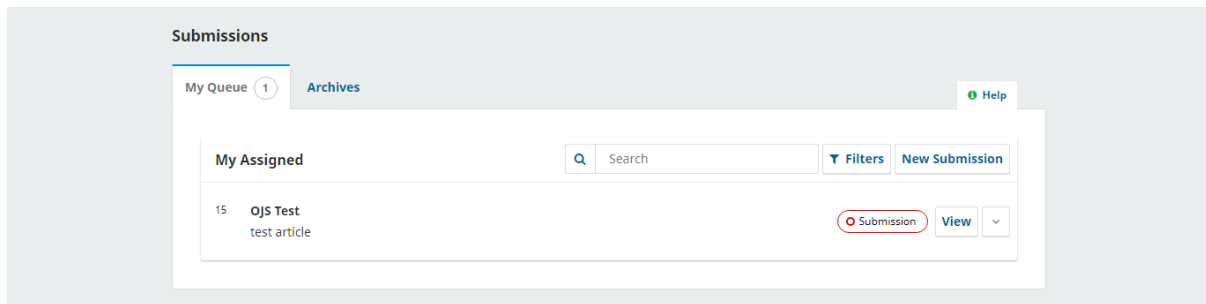 Submissions
My Queue 1 Archives
Help
My Assigned Search Filters New Submission
15 OJS Test Submission View
test article